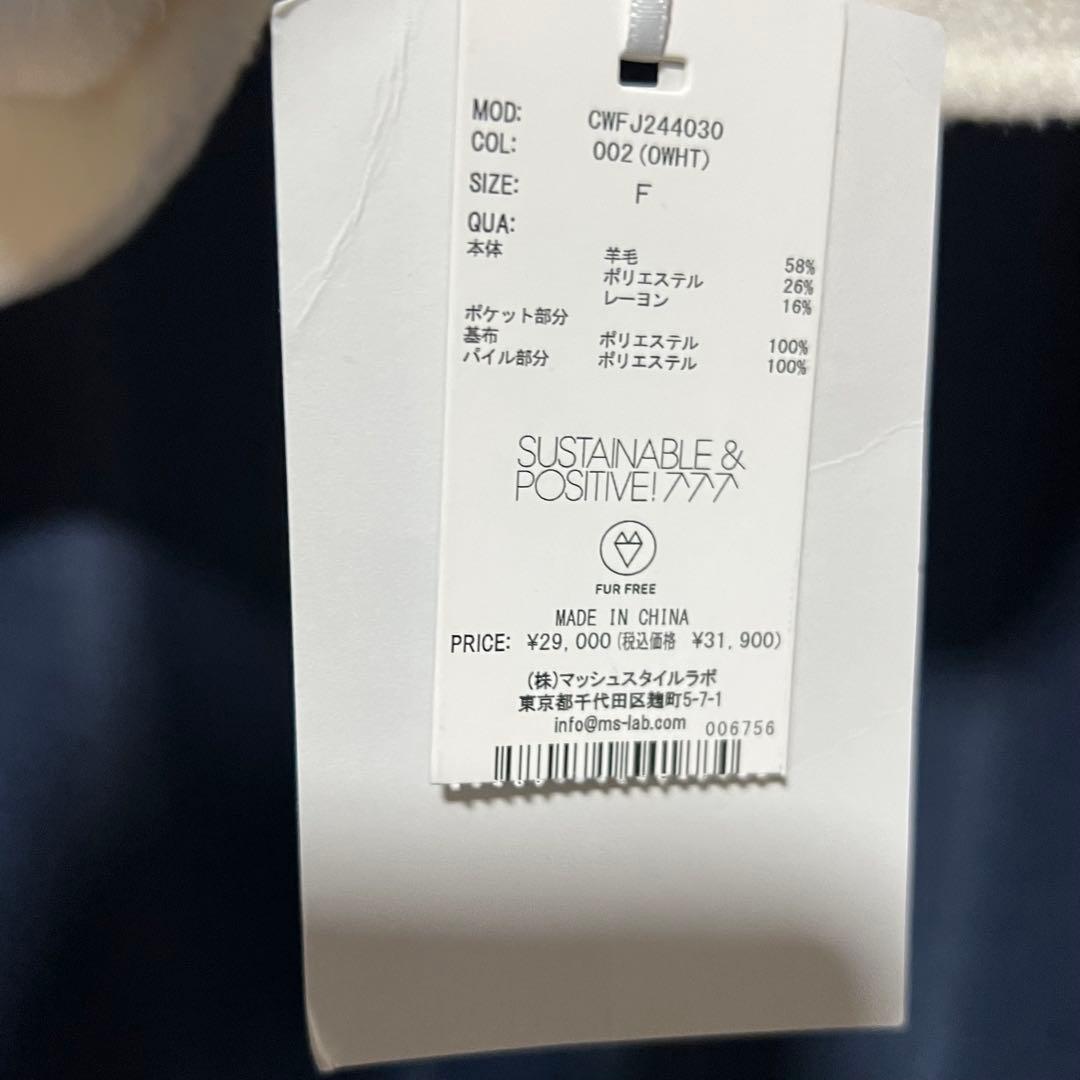 MOD: CWFJ244030
COL: 002(OWHT)
SIZE: F
QUA:
本体 羊毛 58%
ポリエステル 26%
レーヨン 16%
ポケット部分
基布 ポリエステル 100%
パイル部分 ポリエステル 100%
SUSTAINABLE &
POSITIVE!
FUR FREE
MADE IN CHINA
PRICE: ¥29,000(税込価格 ¥31,900)
(株)マッシュスタイルラボ
東京都千代田区麹町5-7-1
info@ms-lab.com 006756